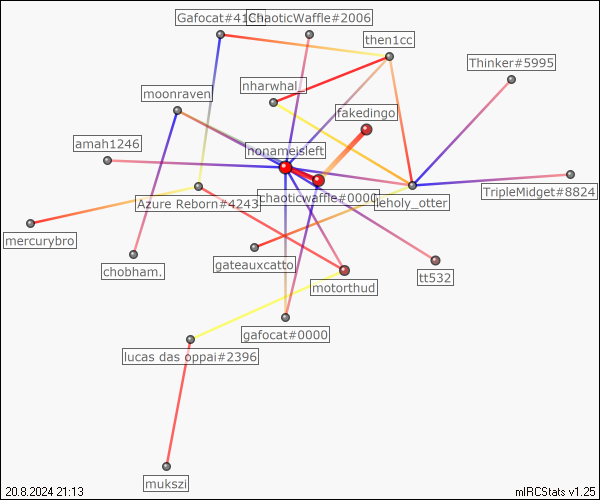 Gafocat#41
ChaoticWaffle#2006
then1cc
Thinker#5995
moonraven
nharwhal_
fakedingo
amah1246
nonameisleft
chaoticwaffle#0000
leholy_otter
TripleMidget#8824
Azure Reborn#4243
mercurybro
chobham.
gateauxcatto
motorthud
tt532
gafocat#0000
lucas das oppai#2396
mukszi
20.8.2024 21:13
mIRCStats v1.25